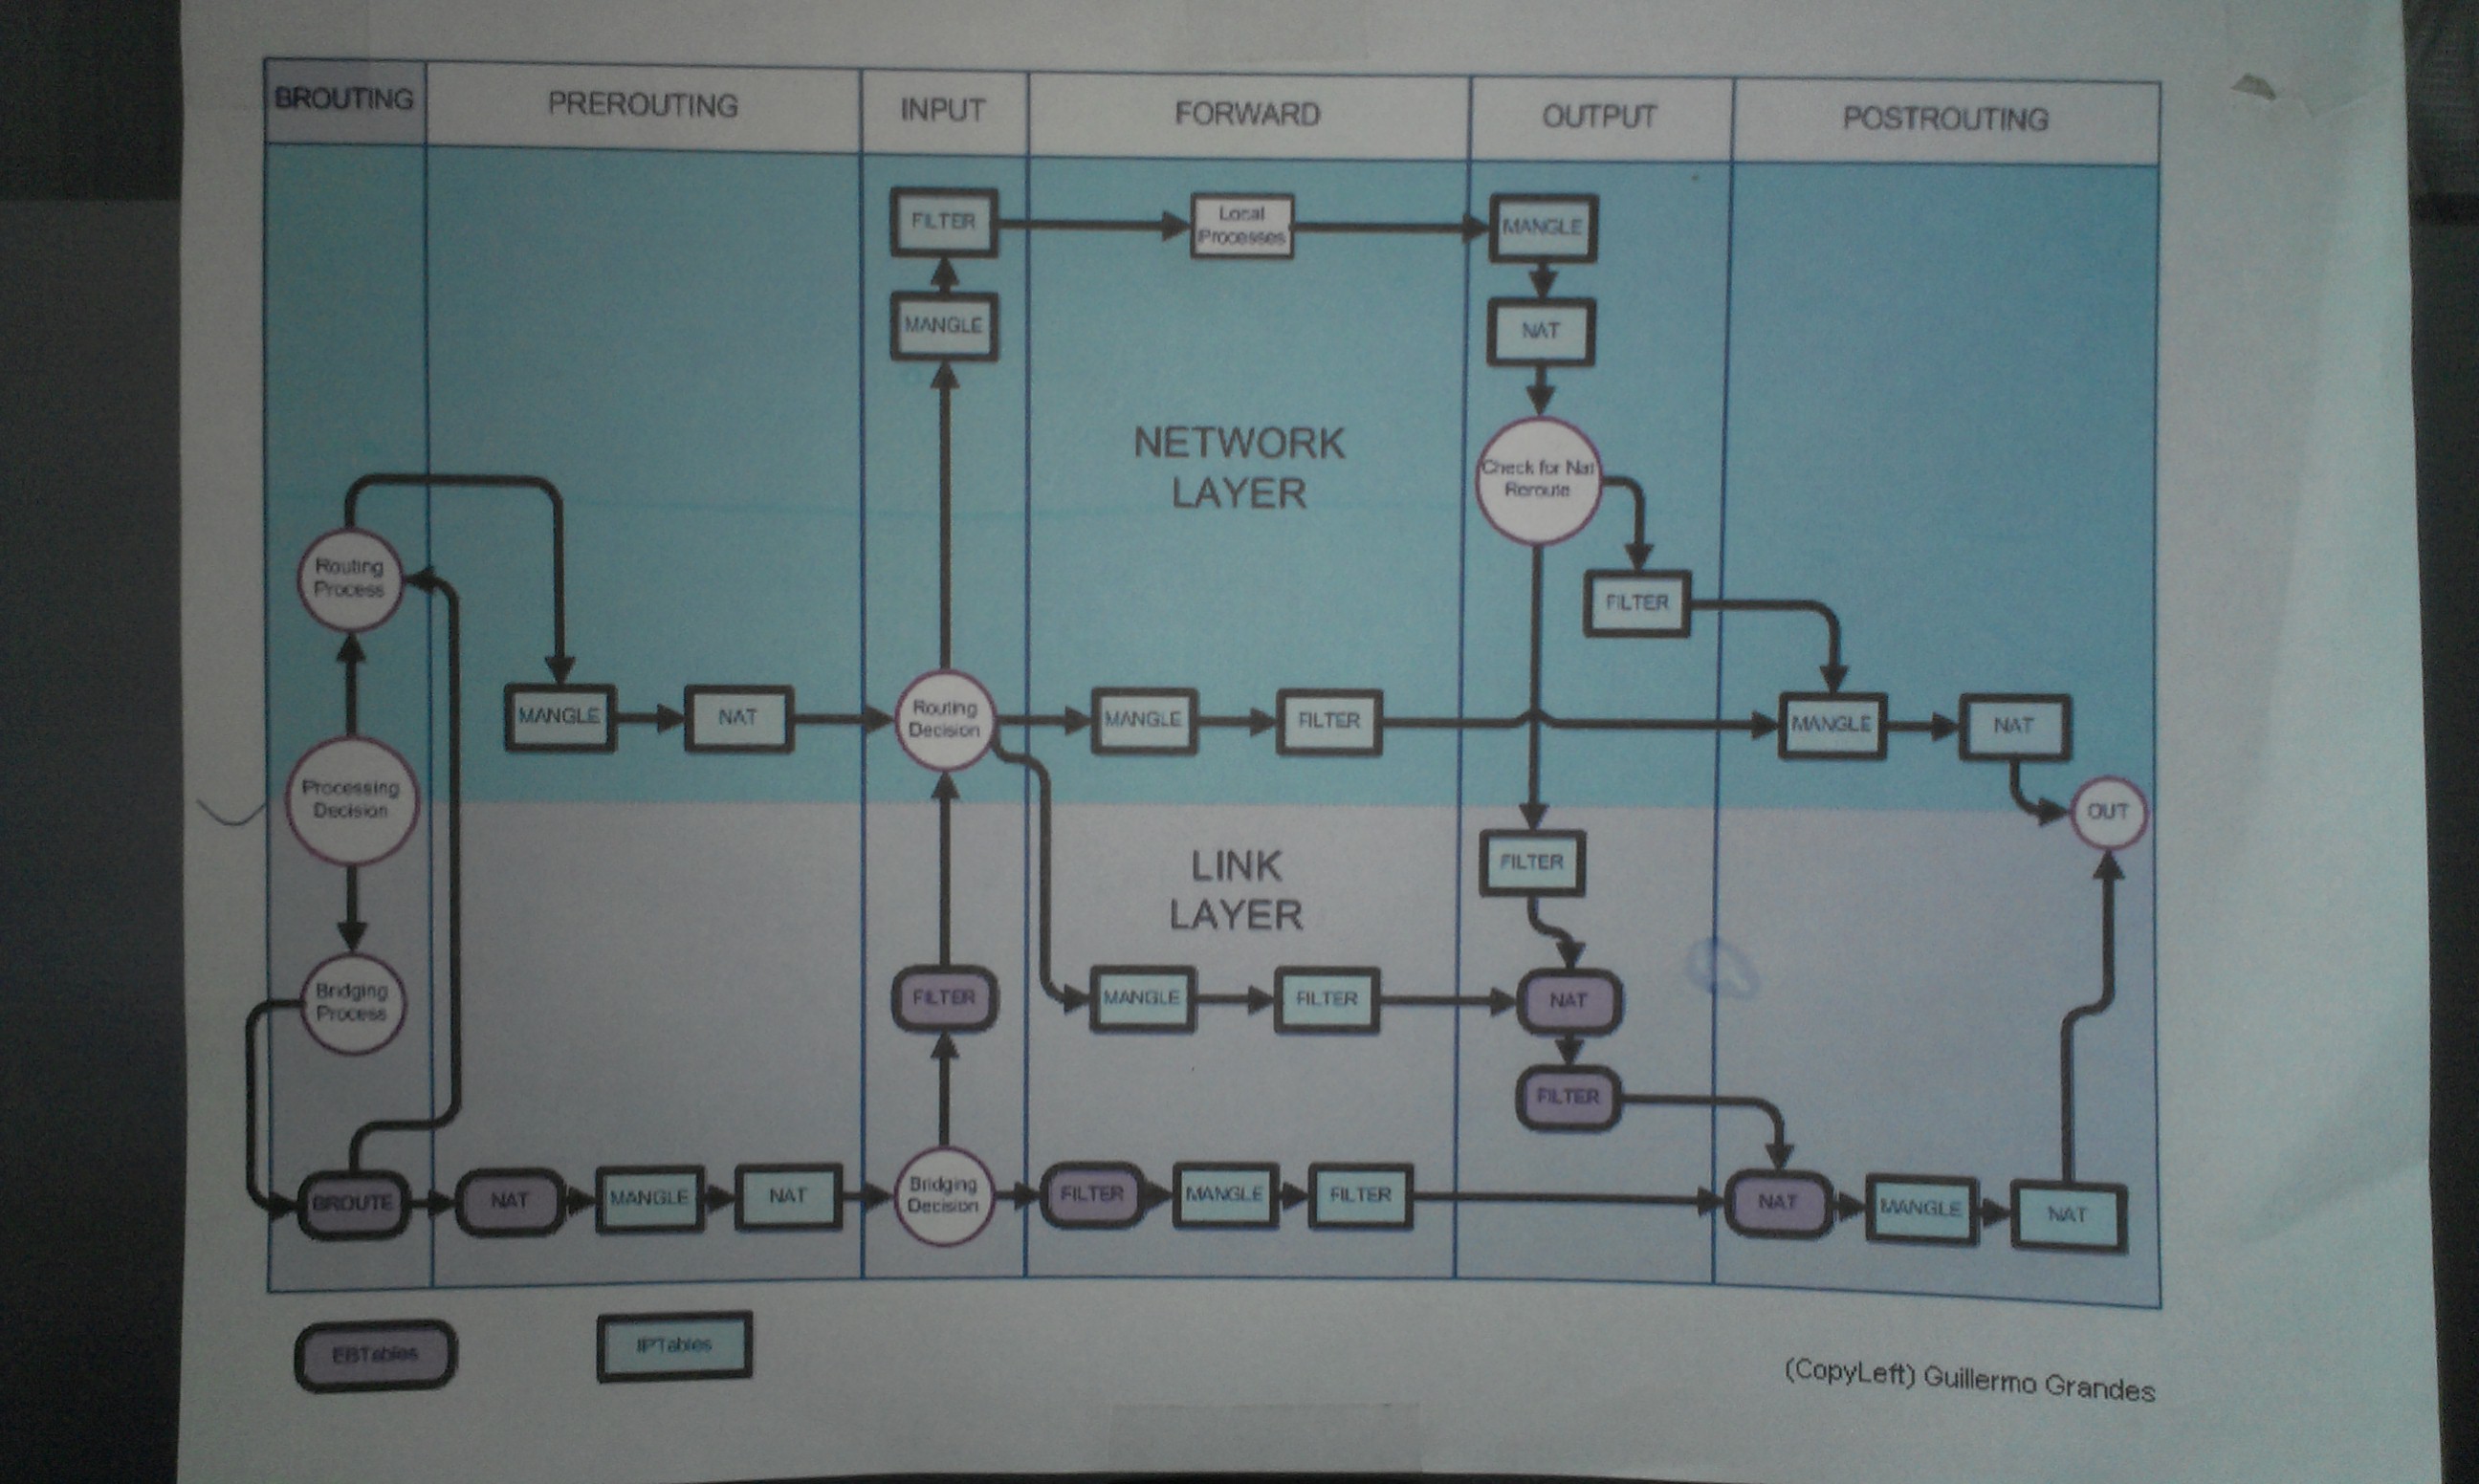 BROUTING
PREROUTING
INPUT
FORWARD
OUTPUT
POSTROUTING
FILTER
Local
Processes
MANGLE
MANGLE
NAT
NETWORK
LAYER
Check for Nat
Reroute
Routing
Process
FILTER
MANGLE
NAT
Routing
Decision
MANGLE
FILTER
MANGLE
NAT
Processing
Decision
OUT
LINK
LAYER
FILTER
Bridging
Process
FILTER
MANGLE
FILTER
NAT
FILTER
BROUTE
NAT
MANGLE
NAT
Bridging
Decision
FILTER
MANGLE
FILTER
NAT
MANGLE
NAT
EBTables
IPTables
(CopyLeft) Guillermo Grandes